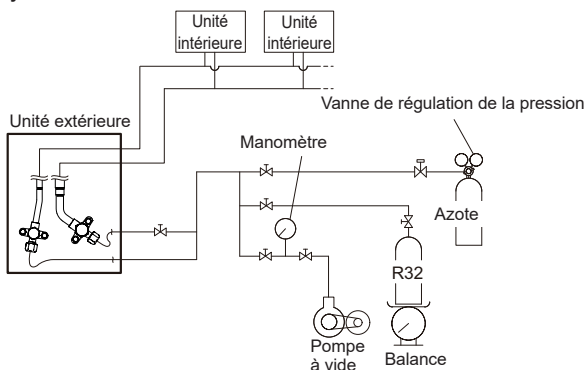 Unité
intérieure
Unité
intérieure
Vanne de régulation de la pression
Unité extérieure
Manomètre
Azote
R32
Pompe
à vide
Balance